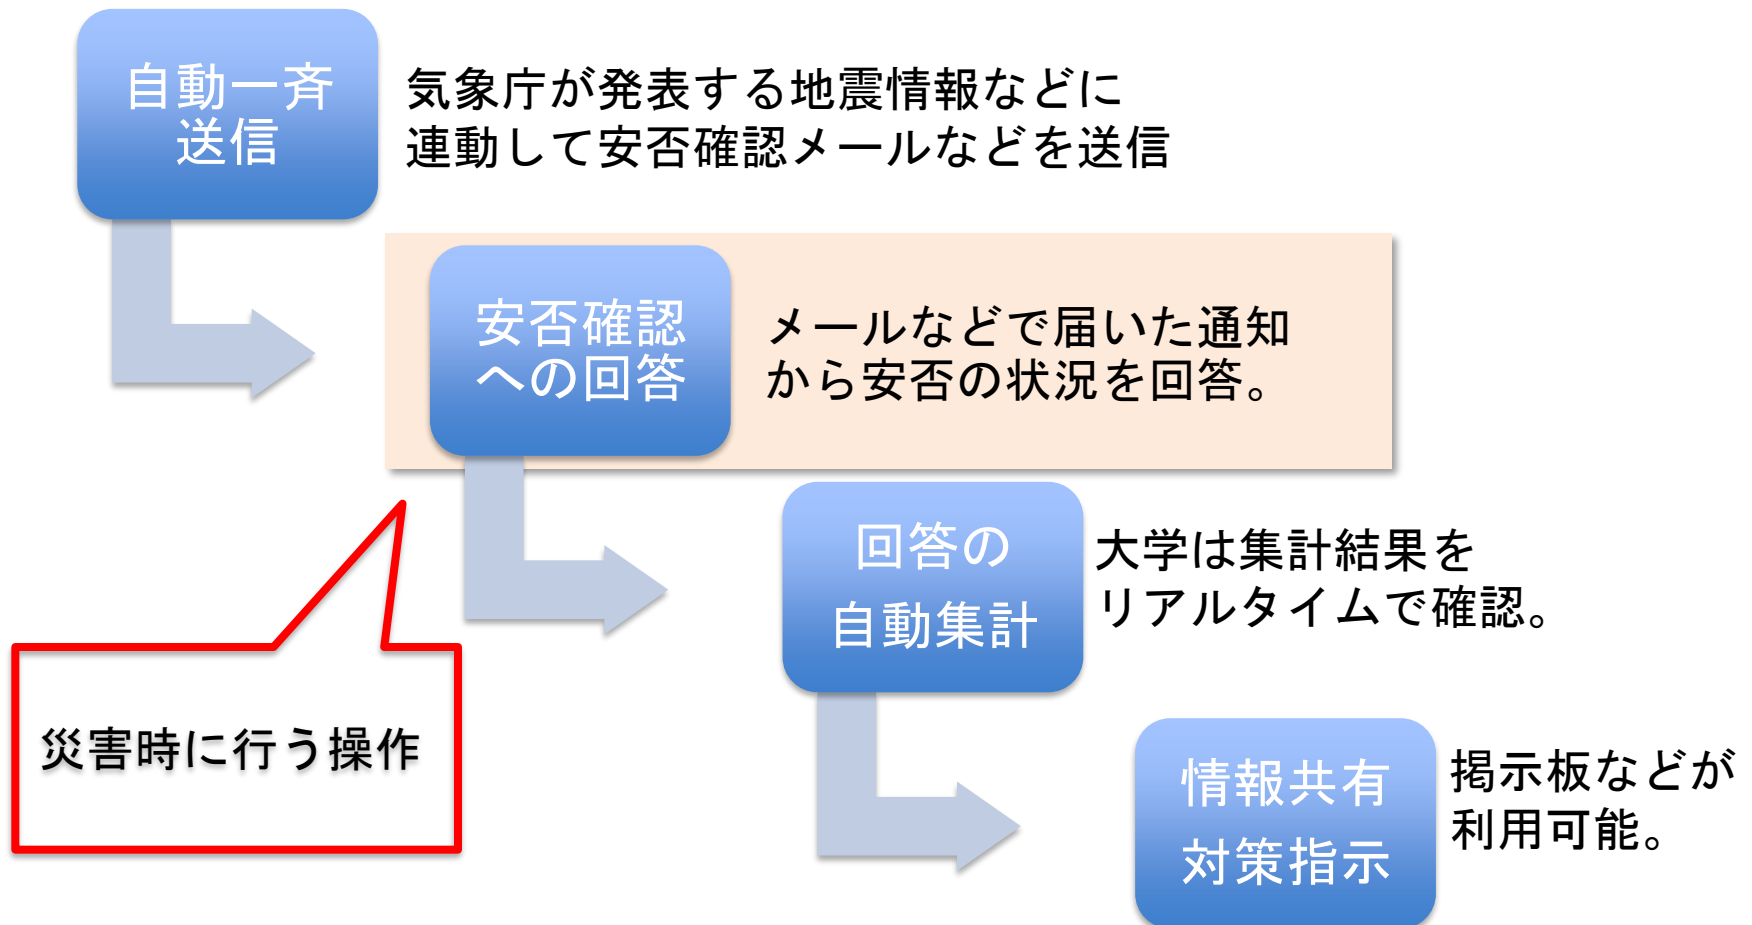 自動一斉
送信
気象庁が発表する地震情報などに
連動して安否確認メールなどを送信
安否確認
への回答
メールなどで届いた通知
から安否の状況を回答。
回答の
自動集計
大学は集計結果を
リアルタイムで確認。
災害時に行う操作
情報共有
対策指示
掲示板などが
利用可能。